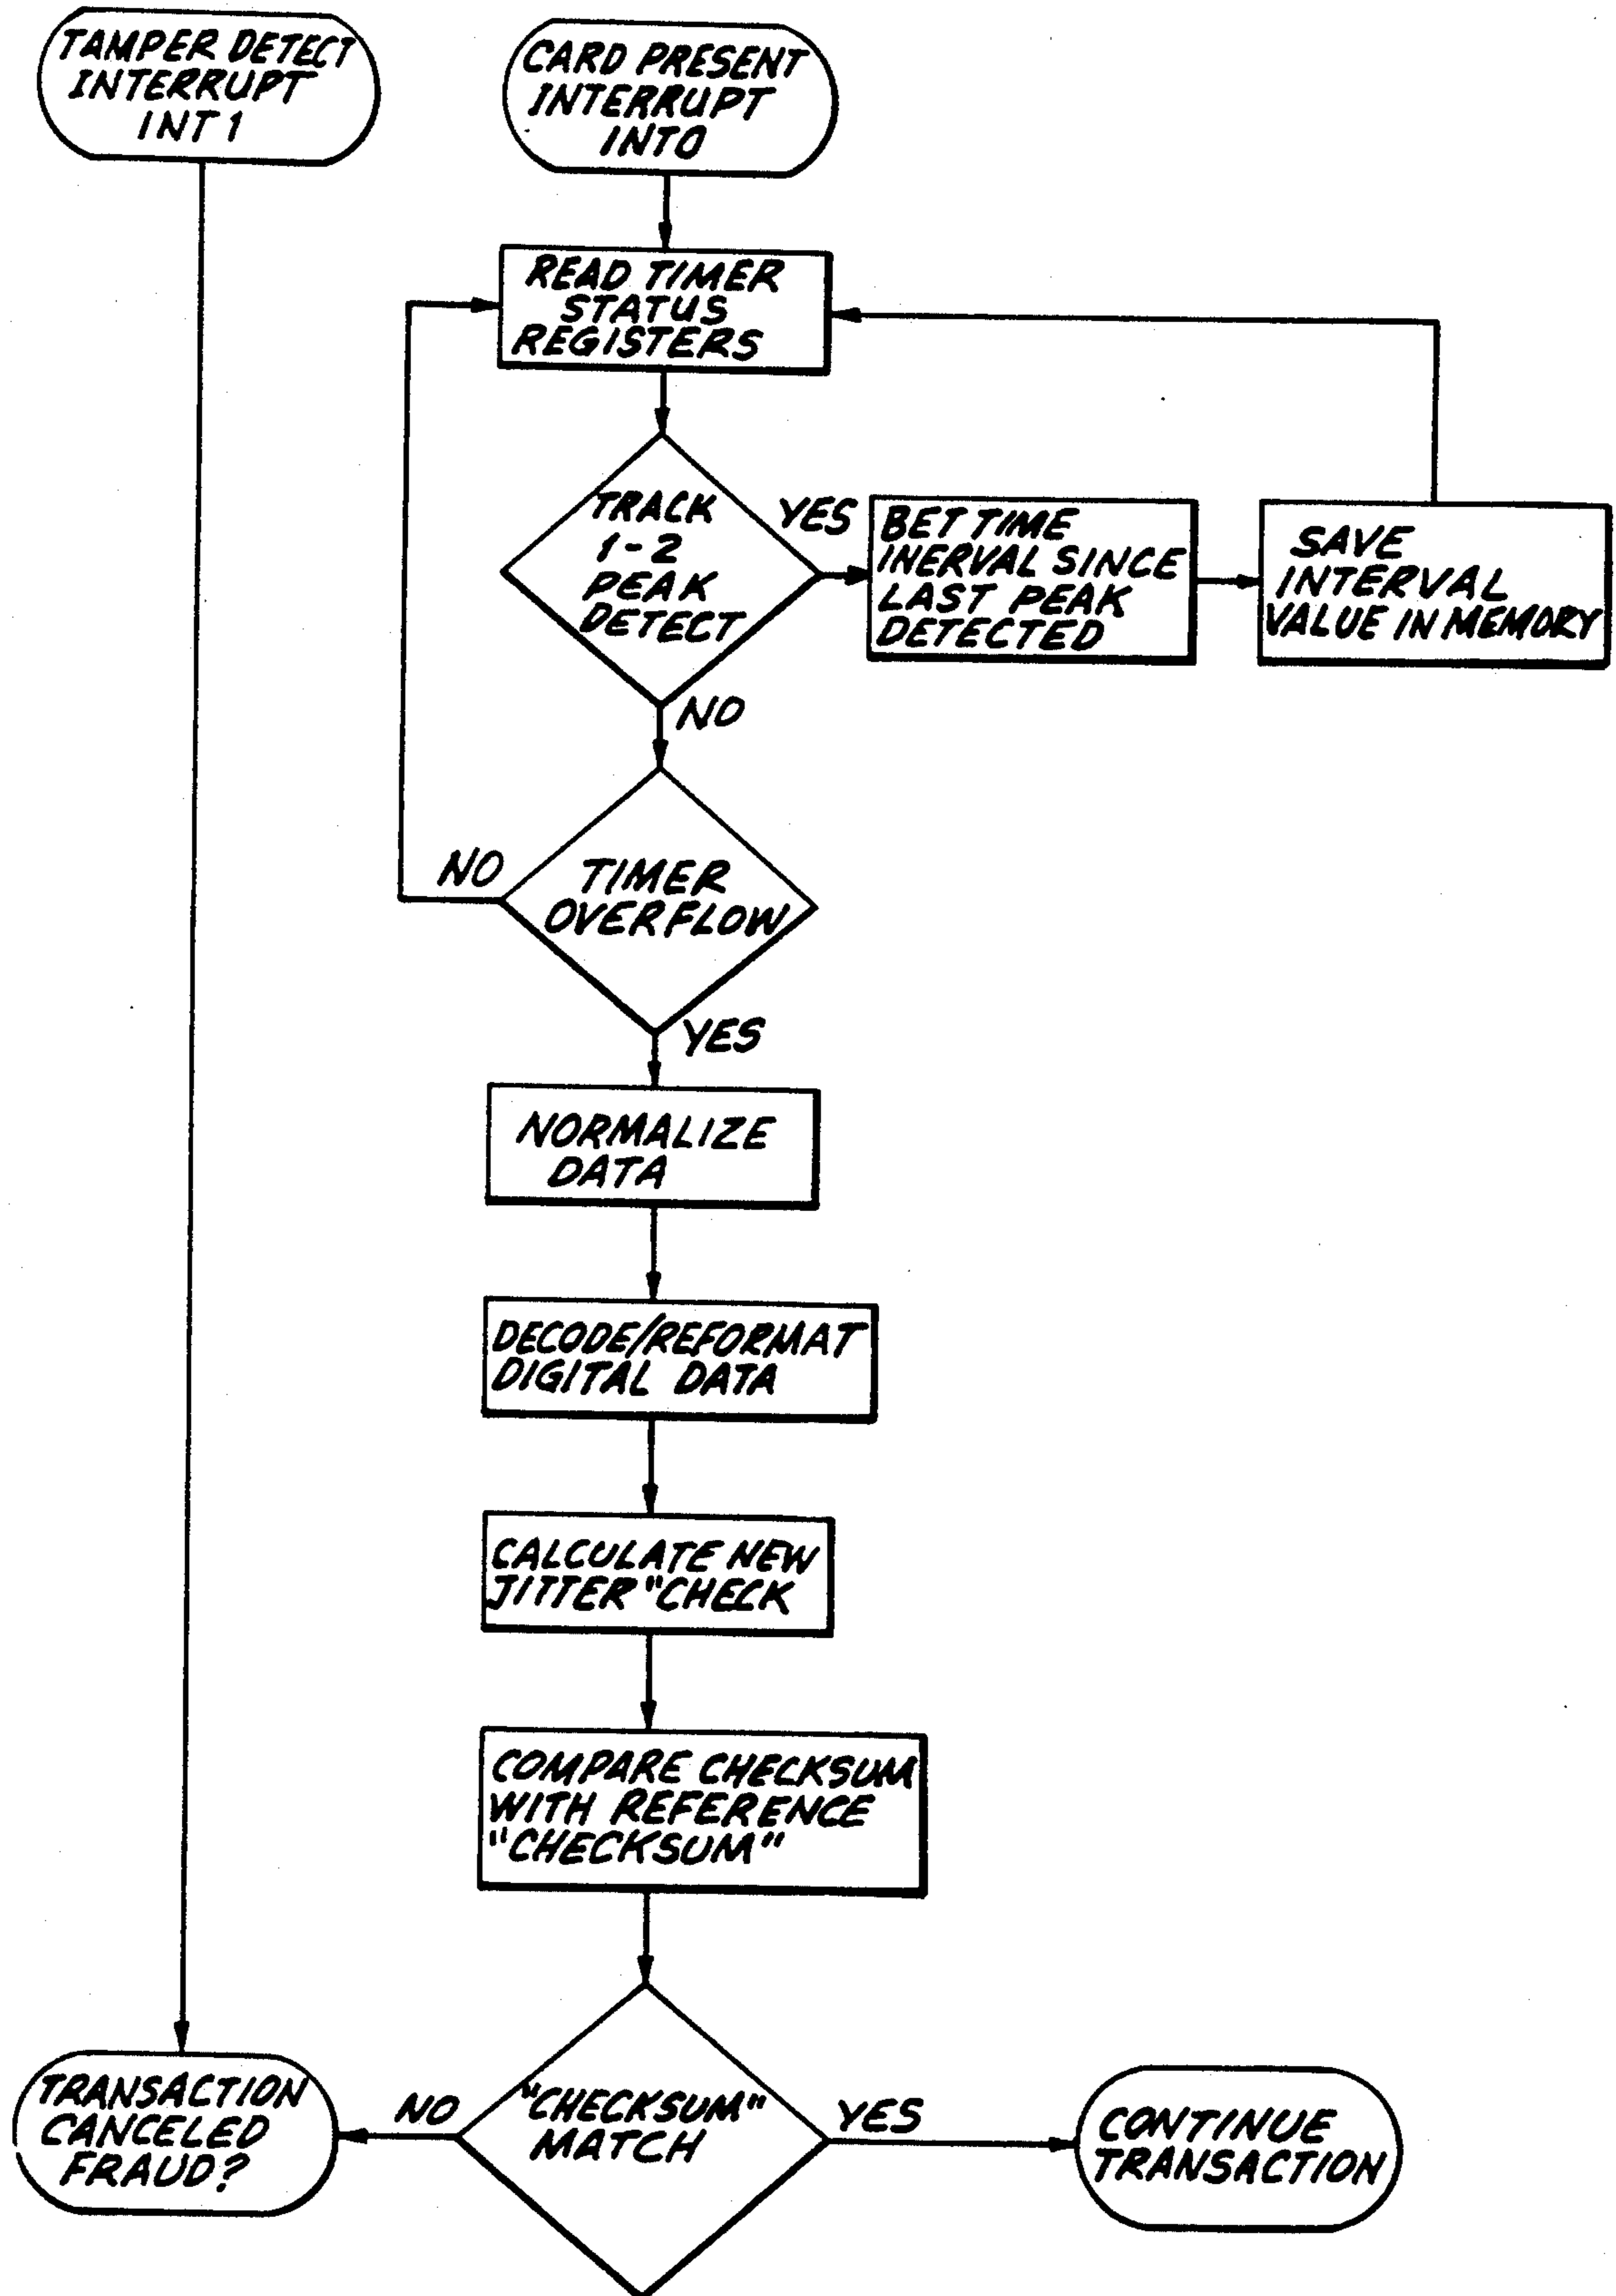 TAMPER DETECT
INTERRUPT
INT 1
CARD PRESENT
INTERRUPT
INTO
READ TIMER
STATUS
REGISTERS
TRACK
1-2
PEAK
DETECT
YES
BET TIME
INERVAL SINCE
LAST PEAK
DETECTED
SAVE
INTERVAL
VALUE IN MEMORY
NO
TIMER
OVERFLOW
NO
YES
NORMALIZE
DATA
DECODE/REFORMAT
DIGITAL DATA
CALCULATE NEW
JITTER "CHECK
COMPARE CHECKSUM
WITH REFERENCE
"CHECKSUM"
"CHECKSUM"
MATCH
NO
YES
TRANSACTION
CANCELED
FRAUD?
CONTINUE
TRANSACTION